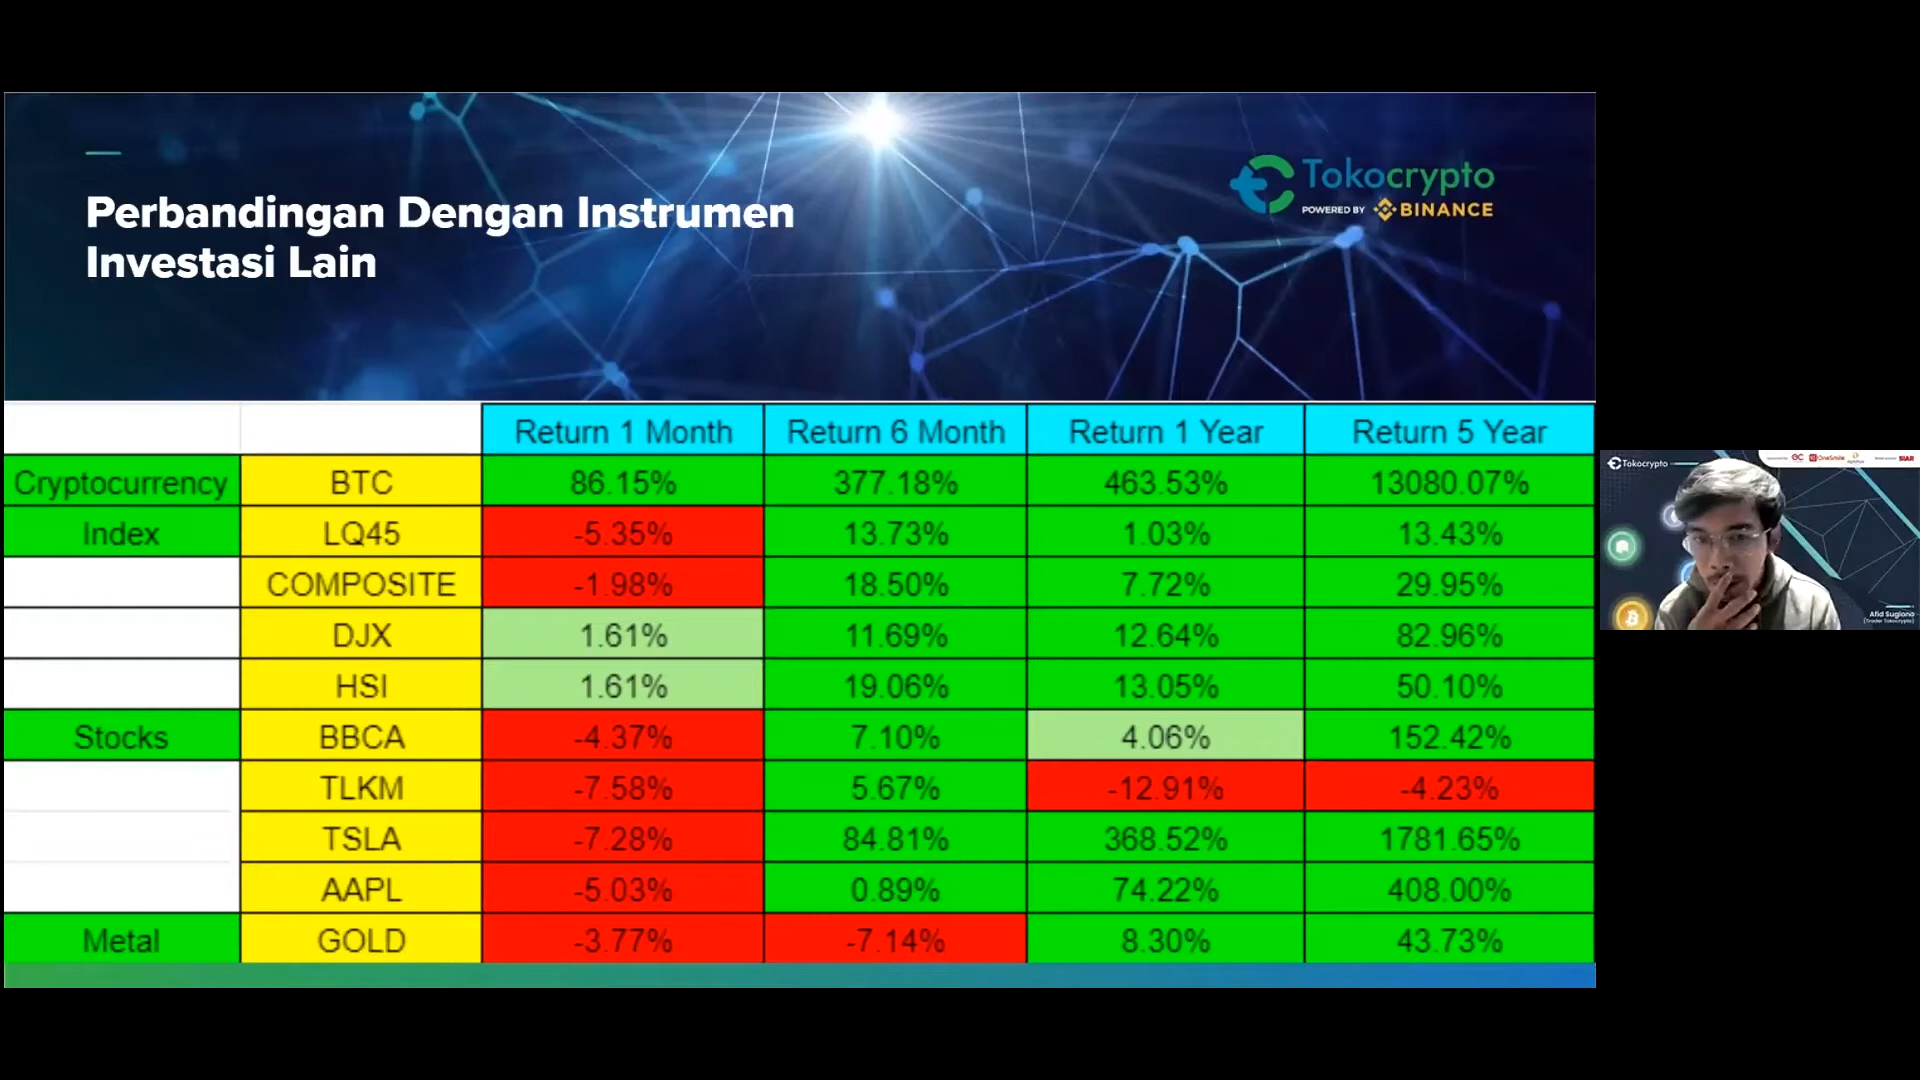 Perbandingan Dengan Instrumen
Investasi Lain
Tokocrypto
POWERED BY BINANCE
Return 1 Month Return 6 Month Return 1 Year Return 5 Year
Cryptocurrency BTC 86.15% 377.18% 463.53% 13080.07%
Index LQ45 -5.35% 13.73% 1.03% 13.43%
COMPOSITE -1.98% 18.50% 7.72% 29.95%
DJX 1.61% 11.69% 12.64% 82.96%
HSI 1.61% 19.06% 13.05% 50.10%
Stocks BBCA -4.37% 7.10% 4.06% 152.42%
TLKM -7.58% 5.67% -12.91% -4.23%
TSLA -7.28% 84.81% 368.52% 1781.65%
AAPL -5.03% 0.89% 74.22% 408.00%
Metal GOLD -3.77% -7.14% 8.30% 43.73%
Tokocrypto
OneSmile
SIAR
Afid Sugiono
(Trader Tokocrypto)